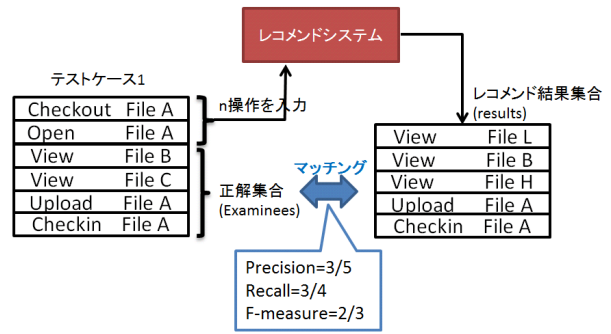 レコメンドシステム
テストケース1
n操作を入力
レコメンド結果集合
(results)
Checkout File A
Open File A
View File B
View File C
Upload File A
Checkin File A
正解集合
(Examinees)
マッチング
View File L
View File B
View File H
Upload File A
Checkin File A
Precision=3/5
Recall=3/4
F-measure=2/3